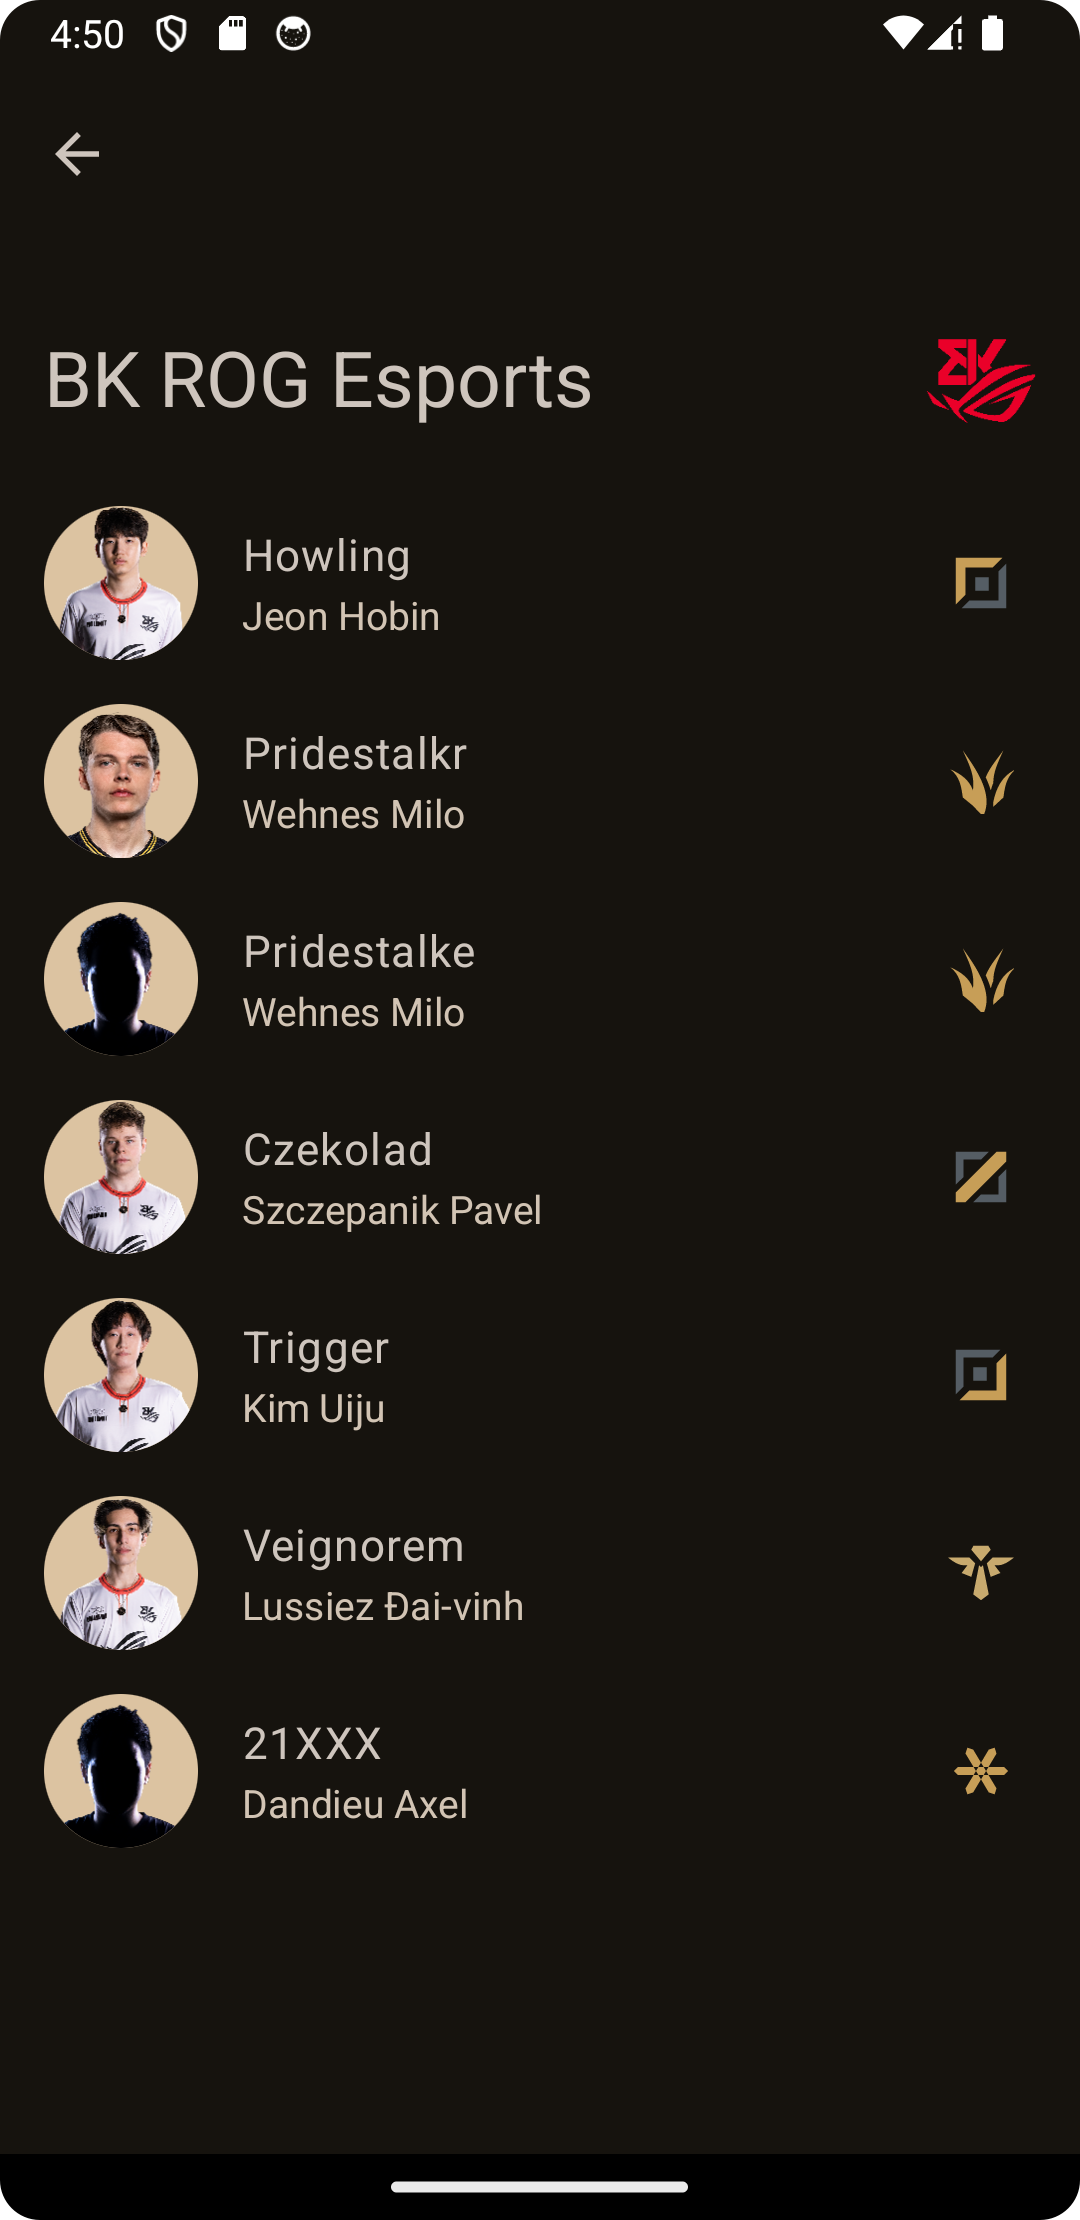 4:50
BK ROG Esports
BK
Howling
Jeon Hobin
Pridestalkr
Wehnes Milo
Pridestalke
Wehnes Milo
Czekolad
Szczepanik Pavel
Trigger
Kim Uiju
Veignorem
Lussiez Đai-vinh
21XXX
Dandieu Axel